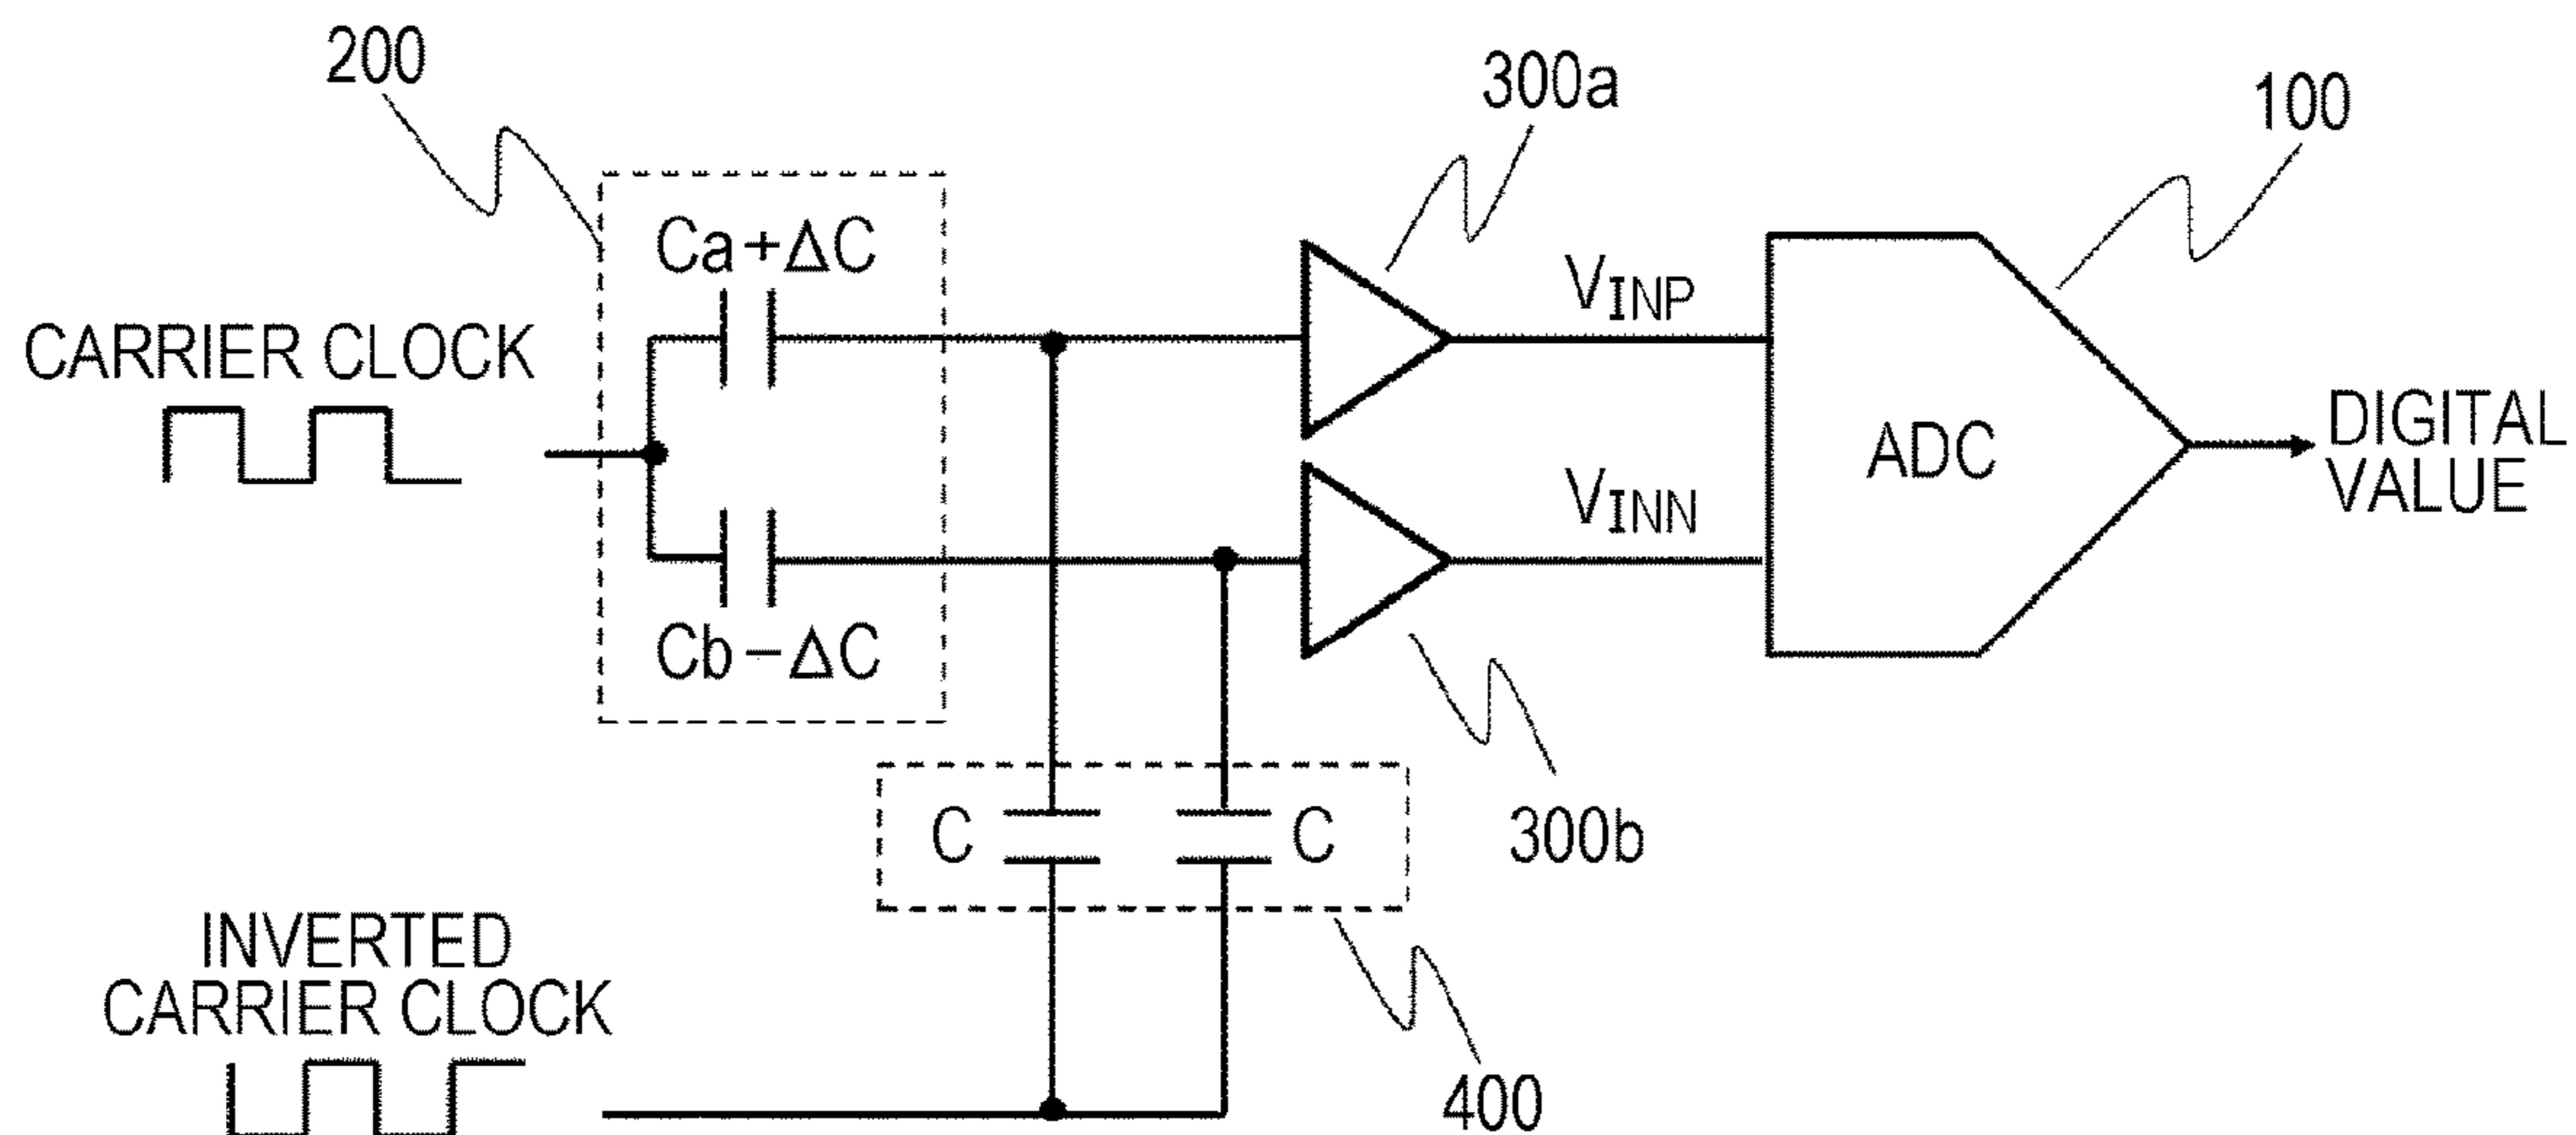 200
300a
100
Ca+ΔC
VINP
CARRIER CLOCK
ADC
DIGITAL
VALUE
VINN
Cb−ΔC
C
C
300b
INVERTED
CARRIER CLOCK
400